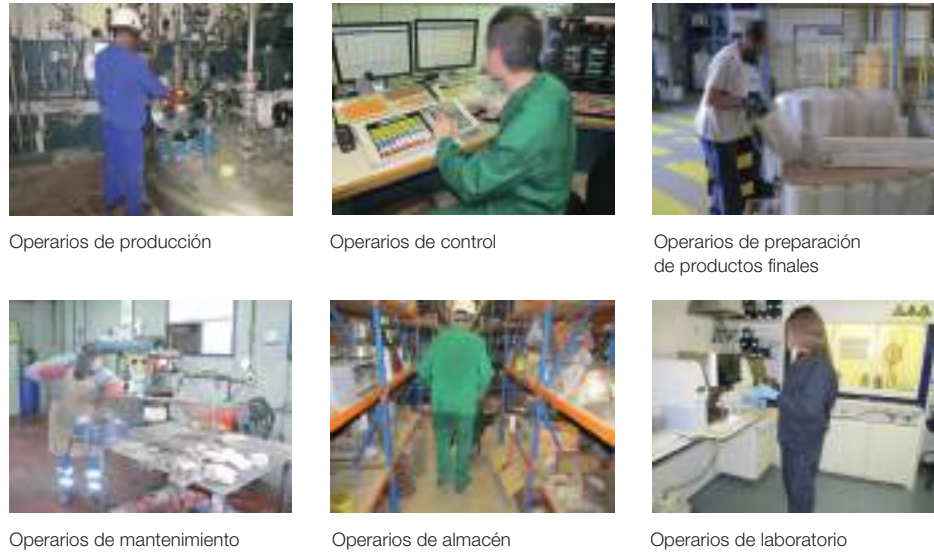 Operarios de producción
Operarios de control
Operarios de preparación
de productos finales
Operarios de mantenimiento
Operarios de almacén
Operarios de laboratorio